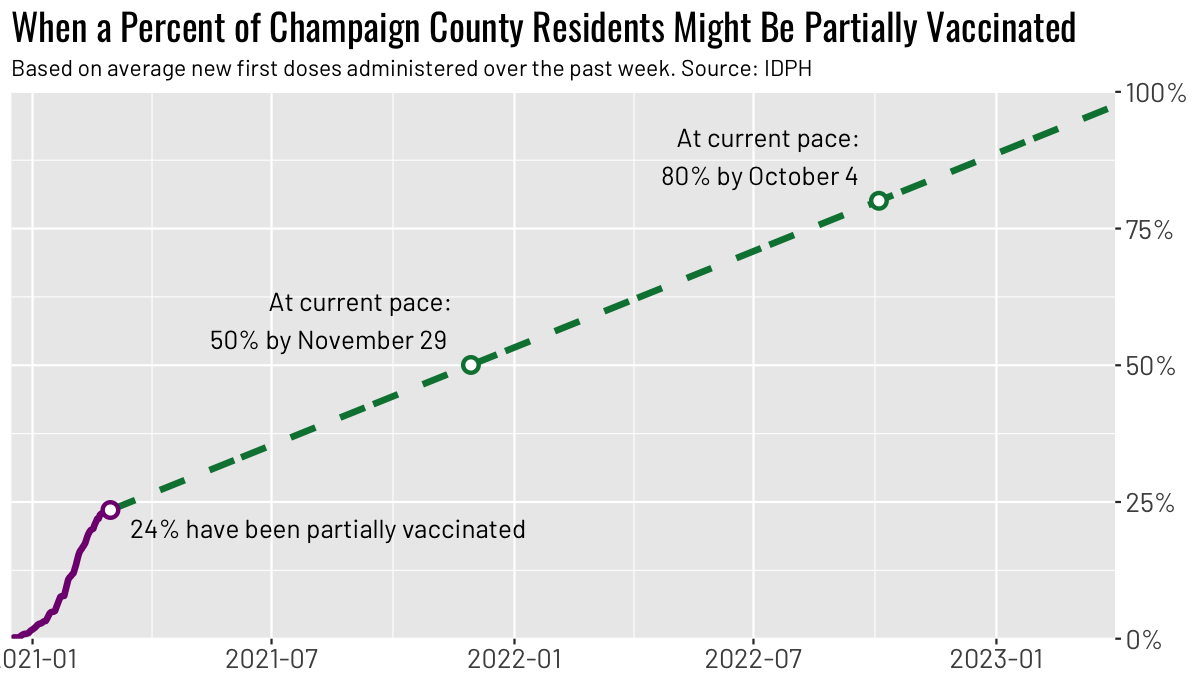 When a Percent of Champaign County Residents Might Be Partially Vaccinated
Based on average new first doses administered over the past week. Source: IDPH
100%
At current pace:
80% by October 4
75%
At current pace:
50% by November 29
50%
25%
24% have been partially vaccinated
0%
021-01
2021-07
2022-01
2022-07
2023-01